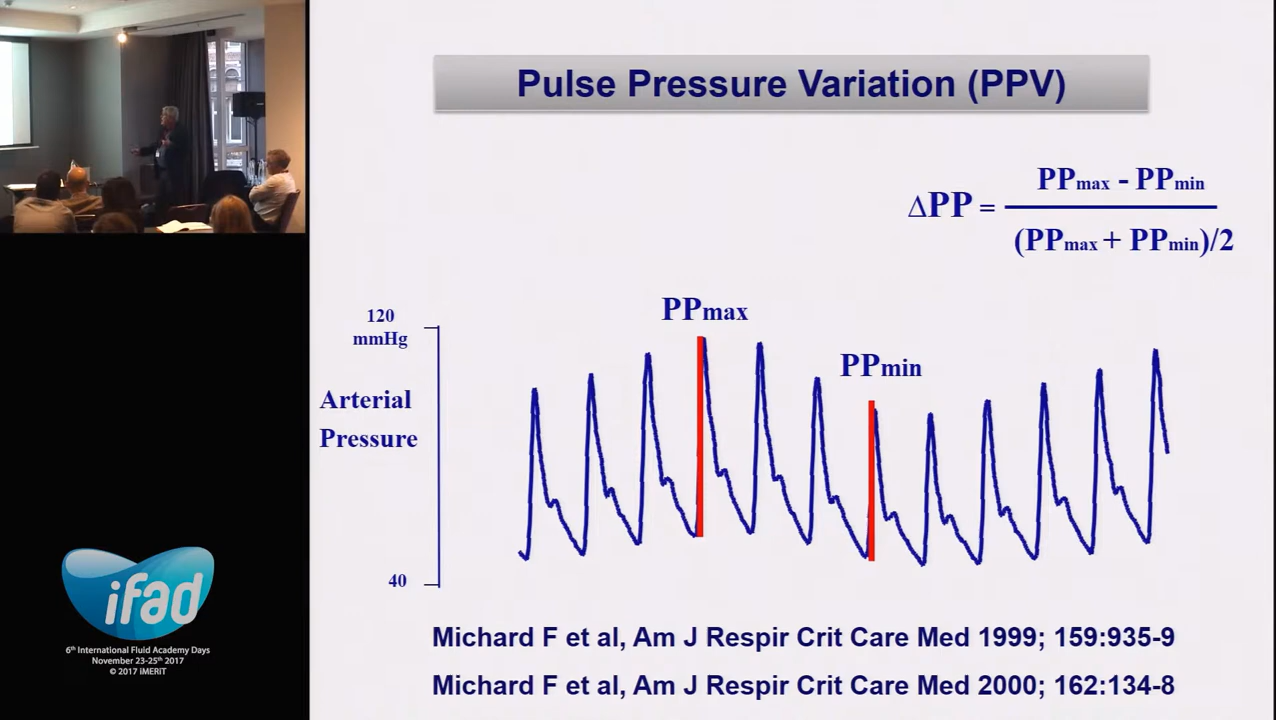 Pulse Pressure Variation (PPV)
ΔPP = PPmax - PPmin
(PPmax + PPmin)/2
PPmax
120
mmHg
PPmin
Arterial
Pressure
40
ifad
6th International Fluid Academy Days
November 23-25th 2017
© 2017 iMERiT
Michard F et al, Am J Respir Crit Care Med 1999; 159:935-9
Michard F et al, Am J Respir Crit Care Med 2000; 162:134-8